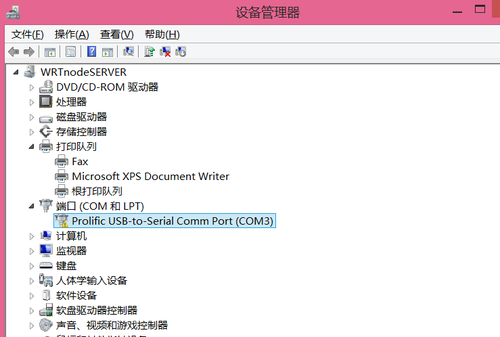 设备管理器
文件(F) 操作(A) 查看(V) 帮助(H)
WRTnodeSERVER
DVD/CD-ROM 驱动器
处理器
磁盘驱动器
存储控制器
打印队列
Fax
Microsoft XPS Document Writer
根打印队列
端口 (COM 和 LPT)
Prolific USB-to-Serial Comm Port (COM3)
计算机
监视器
键盘
人体学输入设备
软件设备
软盘驱动器控制器
声音、视频和游戏控制器